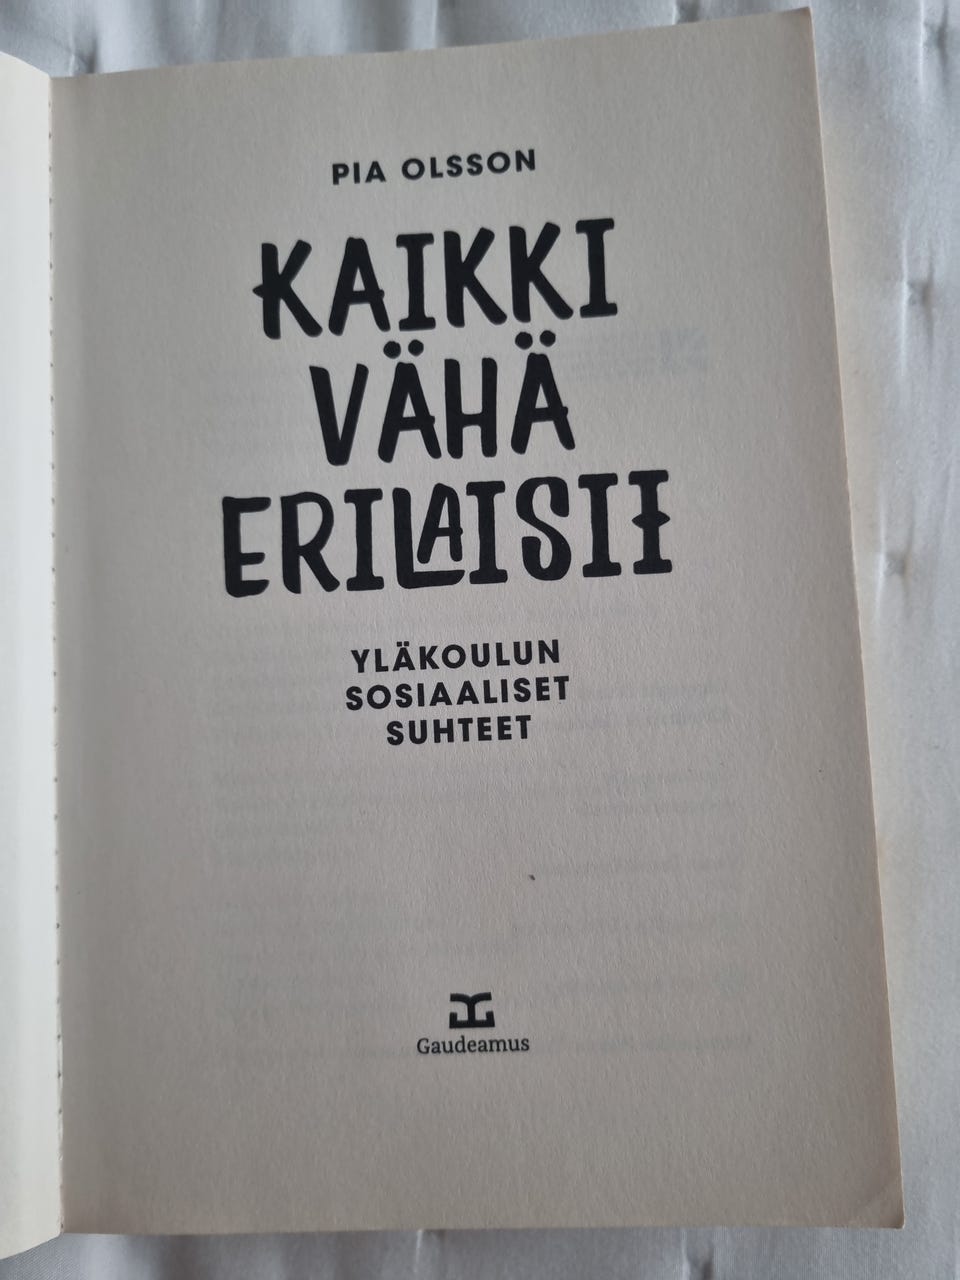 PIA OLSSON
KAIKKI
VÄHÄ
ERILAISII
YLÄKOULUN
SOSIAALISET
SUHTEET
Gaudeamus